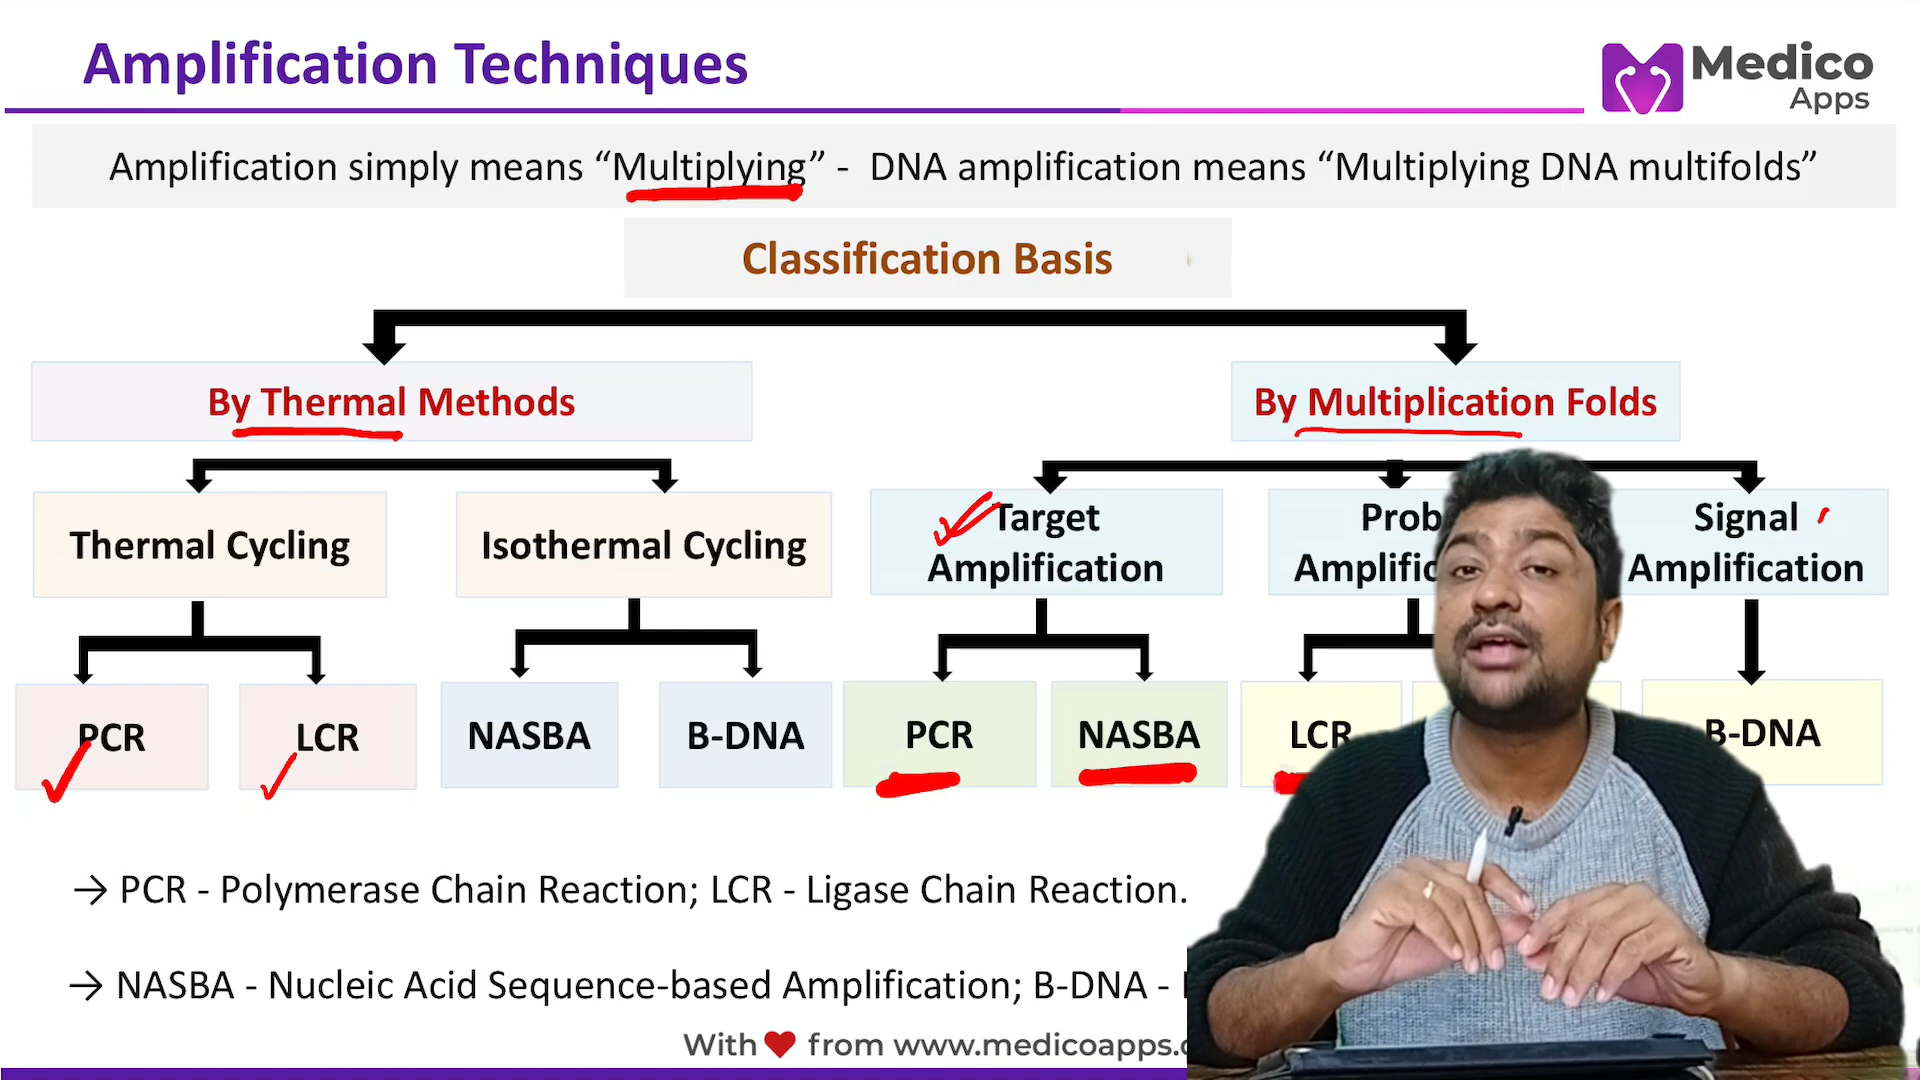 Amplification Techniques
Medico
Apps
Amplification simply means “Multiplying” - DNA amplification means “Multiplying DNA multifolds”
Classification Basis
By Thermal Methods
By Multiplication Folds
Thermal Cycling
Isothermal Cycling
Target
Amplification
Signal
Amplification
PCR
LCR
NASBA
B-DNA
PCR
NASBA
LCR
B-DNA
→ PCR - Polymerase Chain Reaction; LCR - Ligase Chain Reaction.
→ NASBA - Nucleic Acid Sequence-based Amplification; B-DNA -
With ❤ from www.medicoapps.